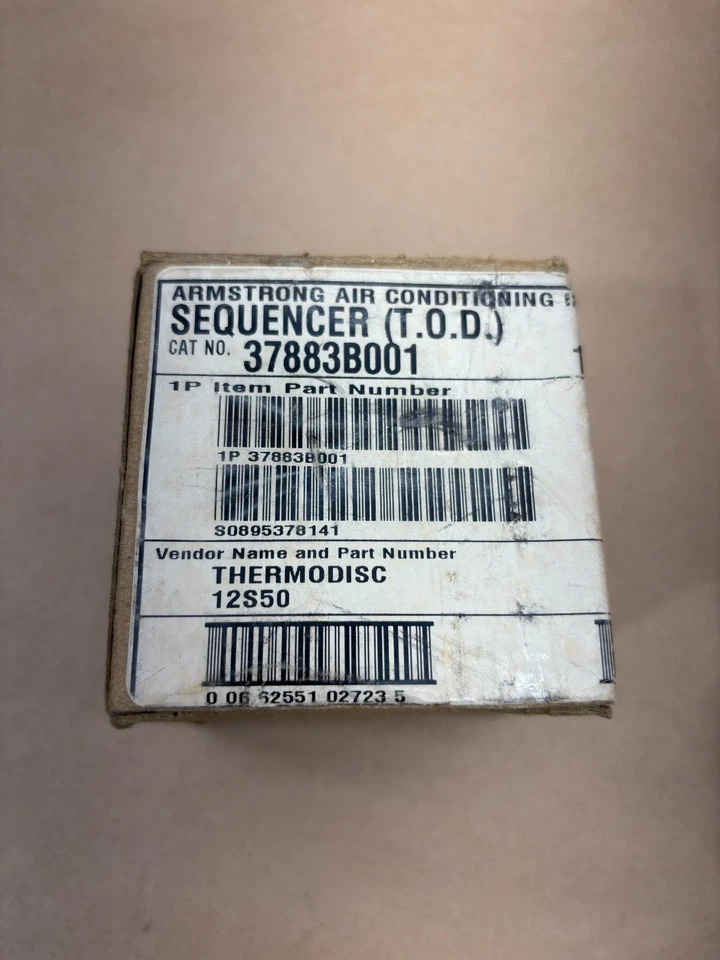 ARMSTRONG AIR CONDITIONING
SEQUENCER (T.O.D.)
CAT NO. 37883B001
1P Item Part Number
1P 37883B001
S0895378141
Vendor Name and Part Number
THERMODISC
12S50
0 06 62551 02723 5